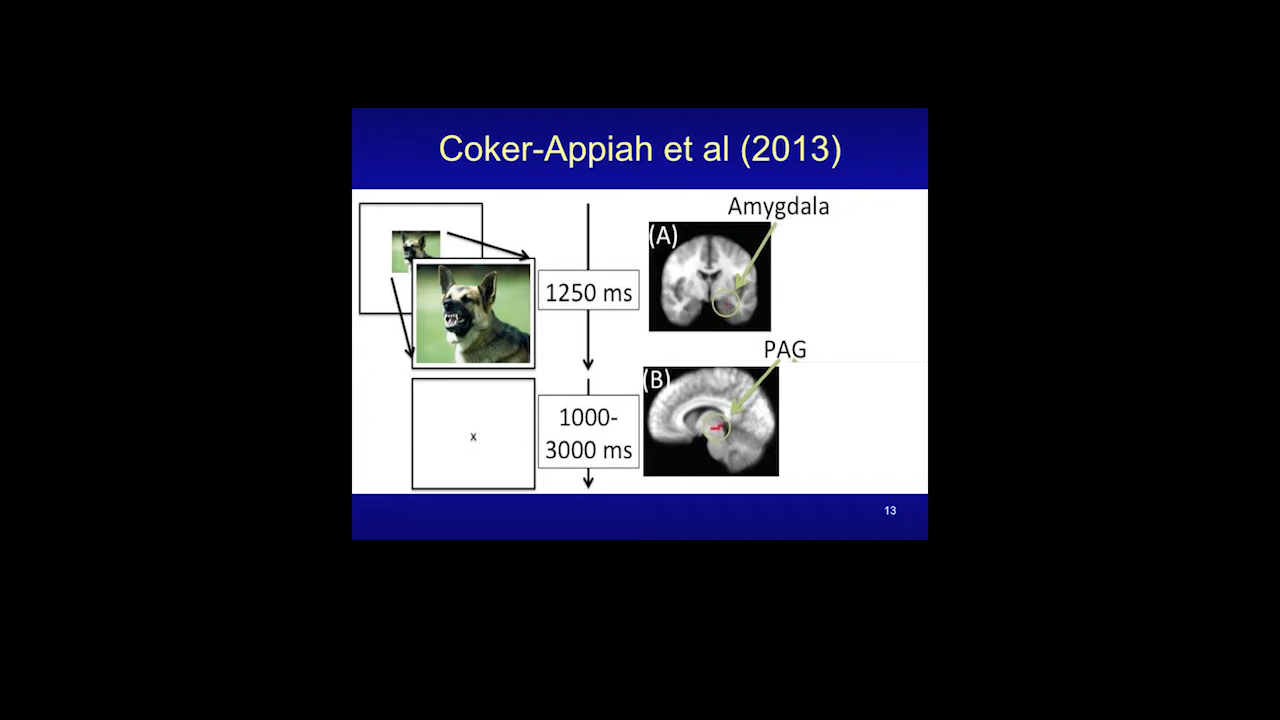 Coker-Appiah et al (2013)
1250 ms
x
1000-
3000 ms
Amygdala
(A)
PAG
(B)
13